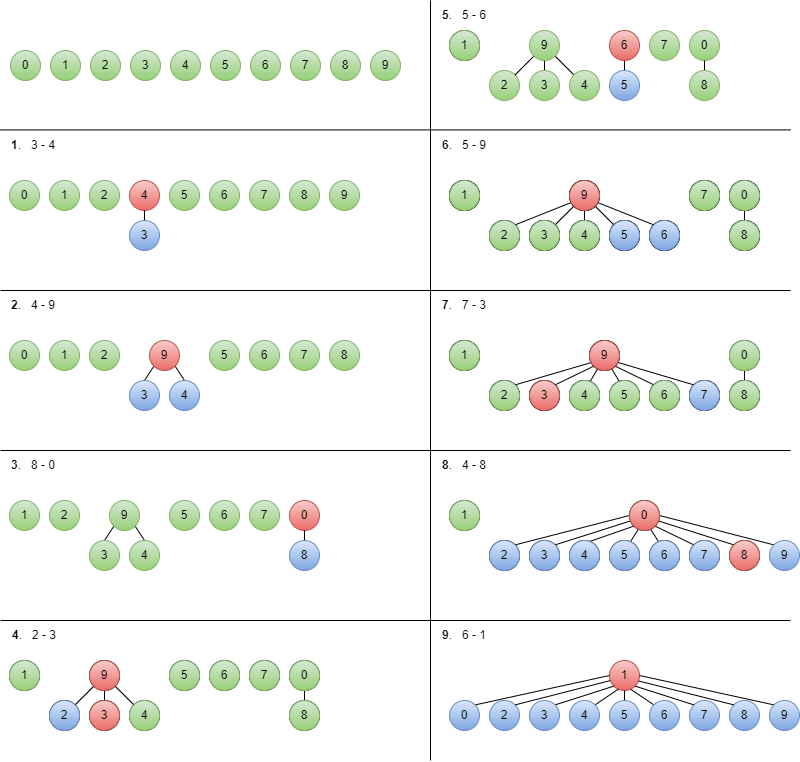 0 1 2 3 4 5 6 7 8 9
1. 3 - 4
0 1 2 4 5 6 7 8 9
3
2. 4 - 9
0 1 2 9 5 6 7 8
3 4
3. 8 - 0
1 2 9 5 6 7 0
3 4 8
4. 2 - 3
1 9 5 6 7 0
2 3 4 8
5. 5 - 6
1 9 6 7 0
2 3 4 5 8
6. 5 - 9
1 9 7 0
2 3 4 5 6 8
7. 7 - 3
1 9 0
2 3 4 5 6 7 8
8. 4 - 8
1 0
2 3 4 5 6 7 8 9
9. 6 - 1
1
0 2 3 4 5 6 7 8 9